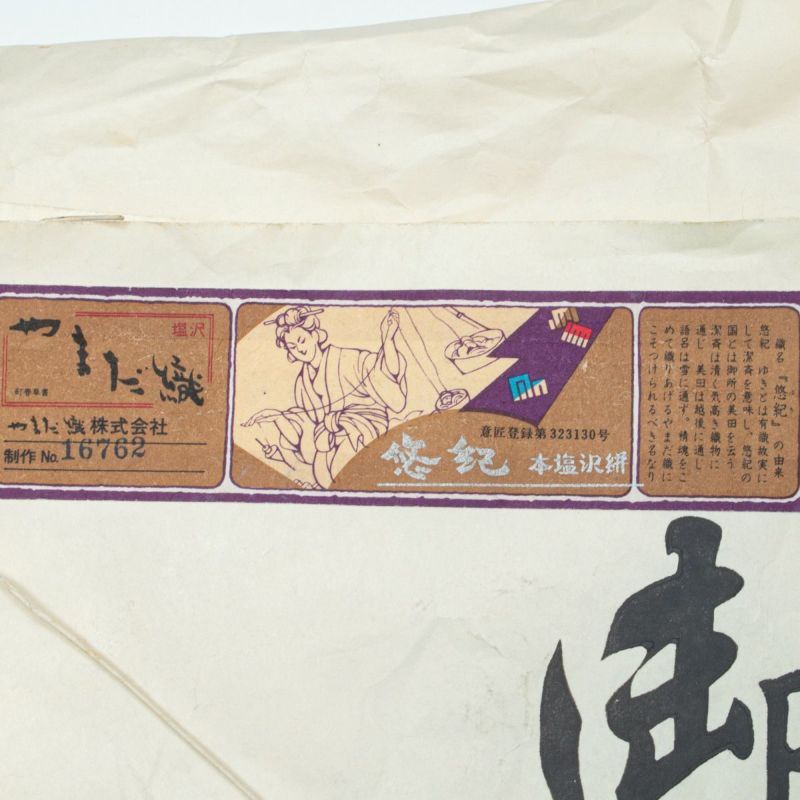 塩沢
やまだ織
町春草書
やまだ織株式会社
制作 No.16762
意匠登録第323130号
悠紀 本塩沢絣
織名『悠紀』の由来
悠紀 ゆきとは有職故実に
して潔斎を意味し、悠紀の
国とは御所の美田を云う
潔斎は清く気高き織物に
通じ 美田は越後に通じ
語呂は雪に通ず。精魂をこ
めて織りあげるやまだ織に
こそつけられるべき名なり
御